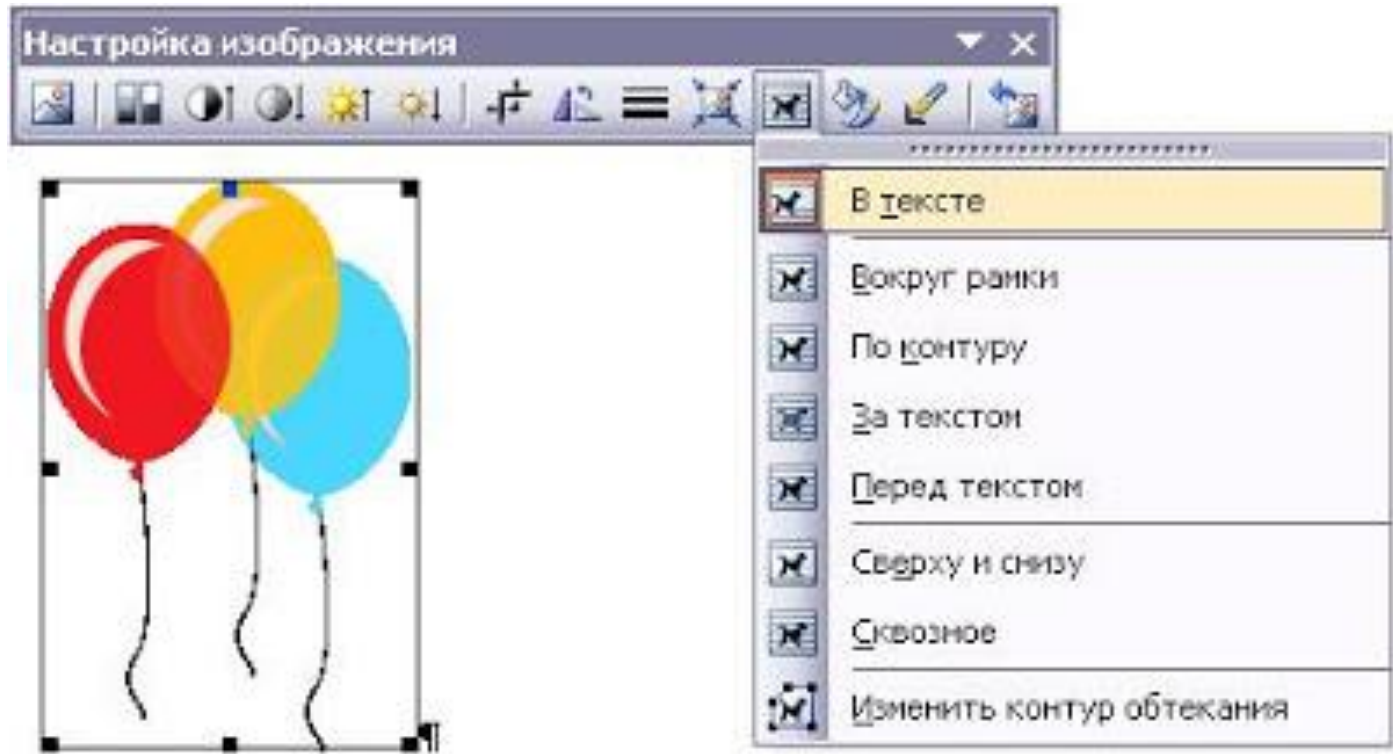 Настройка изображения
В тексте
Вокруг рамки
По контуру
За текстом
Перед текстом
Сверху и снизу
Сквозное
Изменить контур обтекания
¶